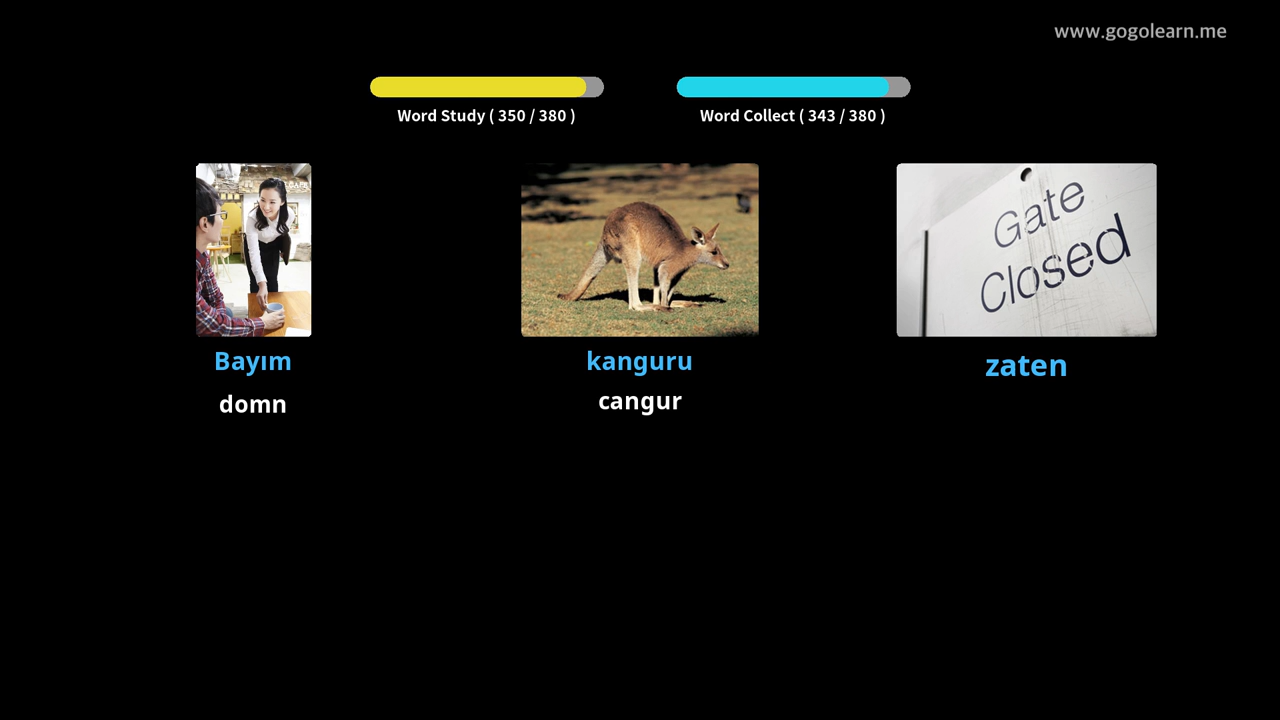 www.gogolearn.me
Word Study ( 350 / 380 )
Word Collect ( 343 / 380 )
Gate
Closed
Bayım
kanguru
zaten
domn
cangur